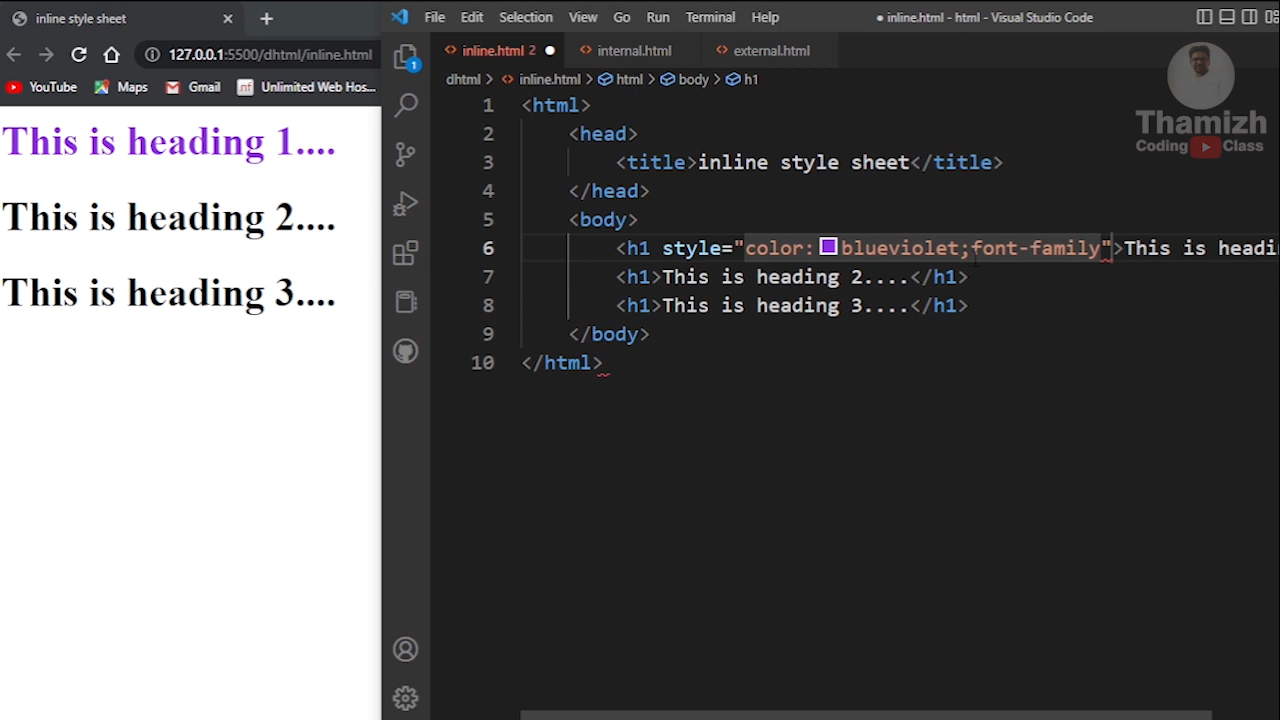 inline style sheet
127.0.0.1:5500/dhtml/inline.html
YouTube
Maps
Gmail
nf
Unlimited Web Hos...
This is heading 1....
This is heading 2....
This is heading 3....
File Edit Selection View Go Run Terminal Help
● inline.html - html - Visual Studio Code
inline.html 2
internal.html
external.html
dhtml > inline.html > html > body > h1
1
1 <html>
2 <head>
3 <title>inline style sheet</title>
4 </head>
5 <body>
6 <h1 style="color:blueviolet;font-family">This is headi
7 <h1>This is heading 2....</h1>
8 <h1>This is heading 3....</h1>
9 </body>
10 </html>
Thamizh
Coding Class